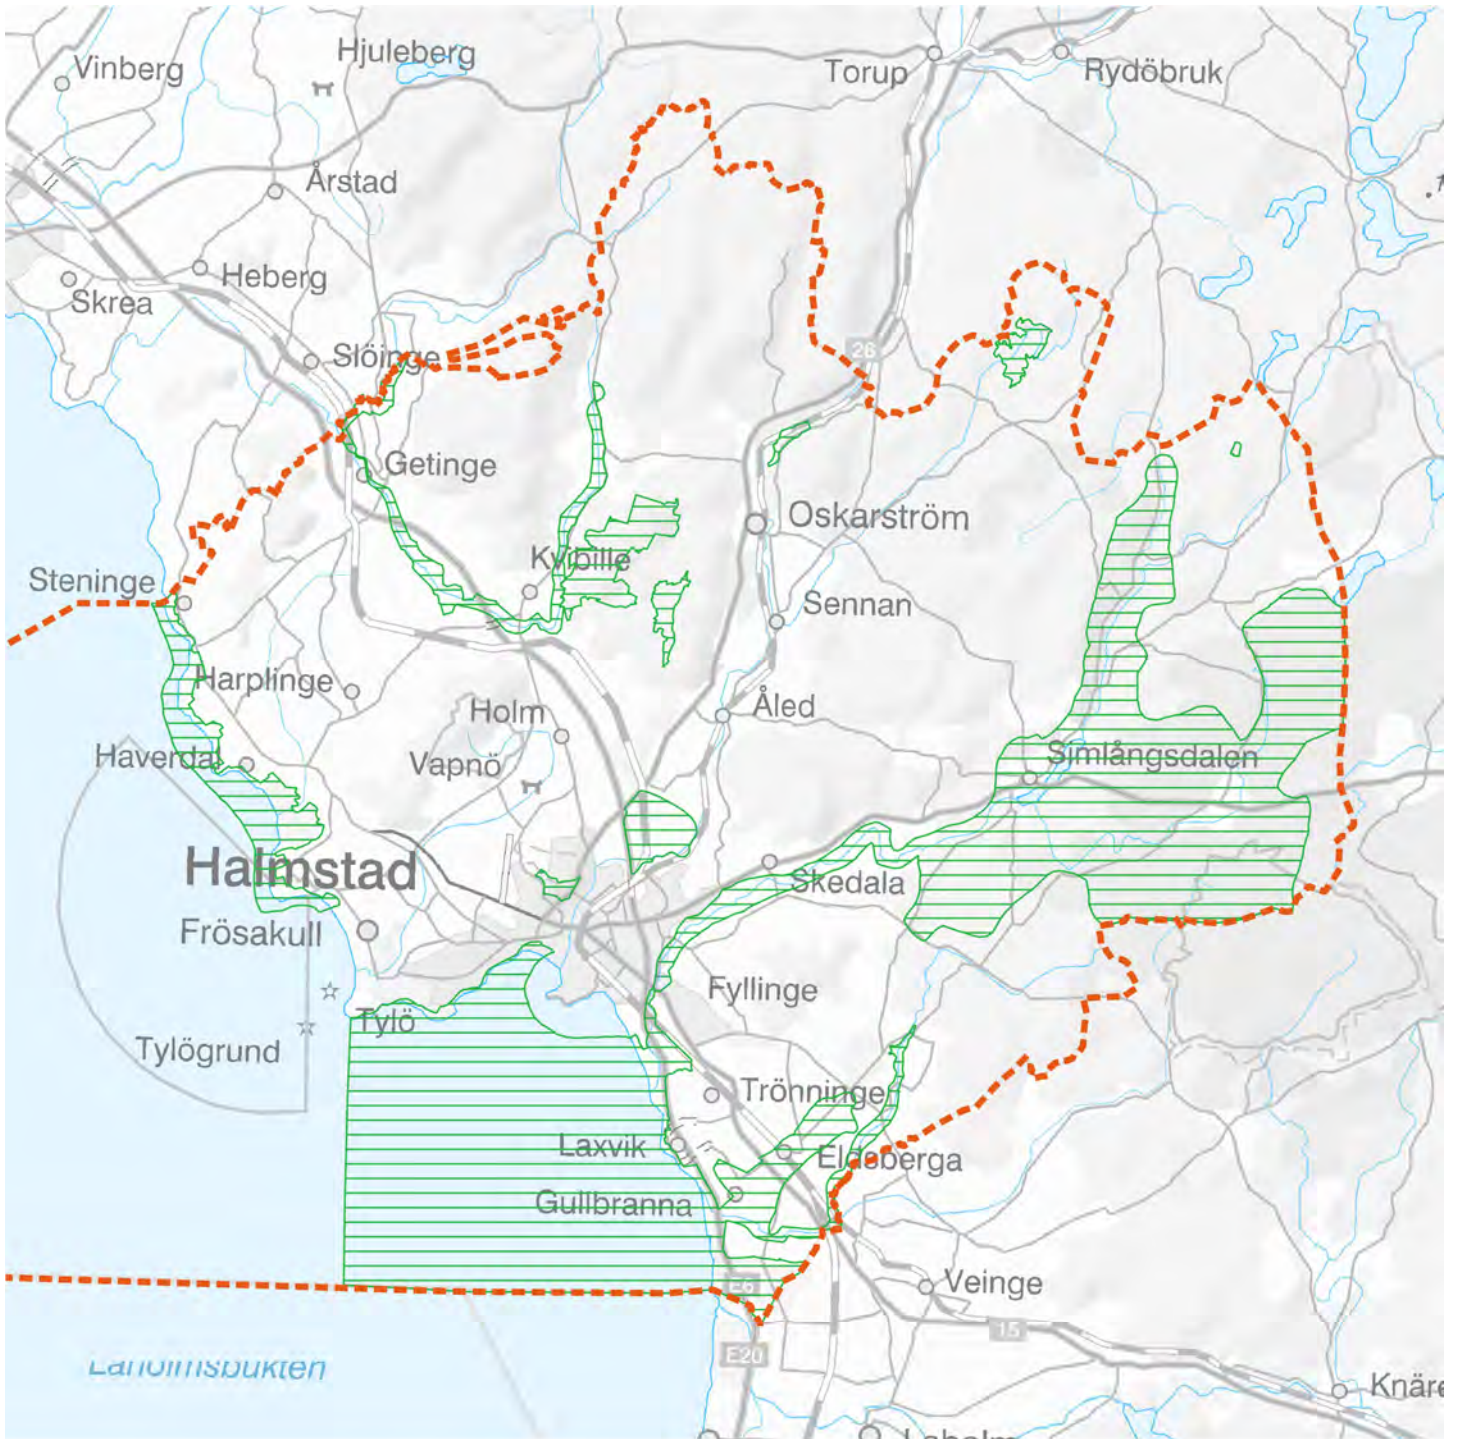 Hjuleberg
Vinberg
Torup
Rydöbruk
Årstad
Heberg
Skrea
Slöinge
26
Getinge
Oskarström
Kvibille
Steninge
Sennan
Harplinge
Holm
Åled
Haverdal
Vapnö
Simlångsdalen
Halmstad
Skedala
Frösakull
Fyllinge
Tylö
Tylögrund
Trönninge
Laxvik
Eldsberga
Gullbranna
E6
Veinge
15
E20
Laholmsbukten
Knäre